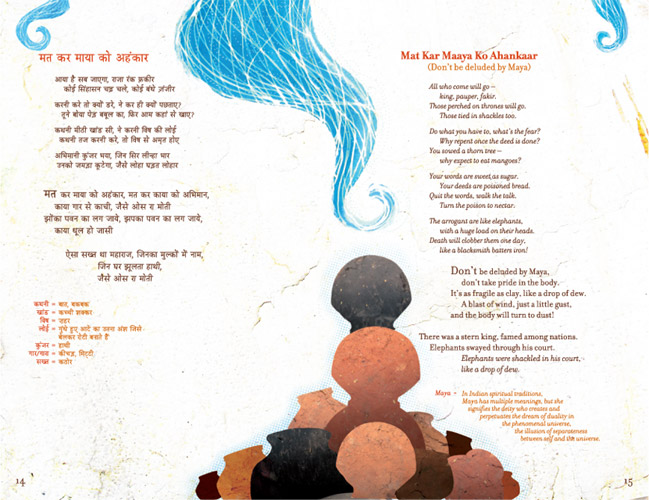 मत कर माया को अहंकार
आया है सब जाएगा, राजा रंक फ़कीर
कोई सिंहासन चढ़ चले, कोई बंधे ज़ंजीर
करनी करे तो क्यों डरे, ने कर ही क्यों पछताए?
तूने बोया पेड़ बबूल का, फिर आम कहां से खाए?
कथनी मीठी खांड सी, ने करनी विष की लोई
कथनी तज करनी करे, तो विष से अमृत होए
अभिमानी कुंजर भया, जिन सिर लीन्हा भार
उनको जमड़ा कूटेगा, जैसे लोहा घड़त लोहार
मत कर माया को अहंकार, मत कर काया को अभिमान,
काया गार से काची, जैसे ओस रा मोती
झोंका पवन का लग जाये, झपका पवन का लग जाये,
काया धूल हो जासी
ऐसा सख्त था महाराज, जिनका मुल्कों में नाम,
जिन घर झूलता हाथी,
जैसे ओस रा मोती
कथनी = बात, बकबक
खांड = कच्ची शक्कर
विष = ज़हर
लोई = गूंथे हुए आटे का उतना अंश जिसे
बेलकर रोटी बनाते हैं
कुंजर = हाथी
गार/गारा = कीचड़, मिट्टी
सख्त = कठोर
14
Mat Kar Maaya Ko Ahankaar
(Don't be deluded by Maya)
All who come will go –
king, pauper, fakir.
Those perched on thrones will go.
Those tied in shackles too.
Do what you have to, what's the fear?
Why repent once the deed is done?
You sowed a thorn tree –
why expect to eat mangoes?
Your words are sweet as sugar.
Your deeds are poisoned bread.
Quit the words, walk the talk.
Turn the poison to nectar.
The arrogant are like elephants,
with a huge load on their heads.
Death will clobber them one day,
like a blacksmith batters iron!
Don't be deluded by Maya,
don't take pride in the body.
It's as fragile as clay, like a drop of dew.
A blast of wind, just a little gust,
and the body will turn to dust!
There was a stern king, famed among nations.
Elephants swayed through his court.
Elephants were shackled in his court,
like a drop of dew.
Maya = In Indian spiritual traditions,
Maya has multiple meanings, but she
signifies the deity who creates and
perpetuates the dream of duality in
the phenomenal universe,
the illusion of separateness
between self and the universe.
15